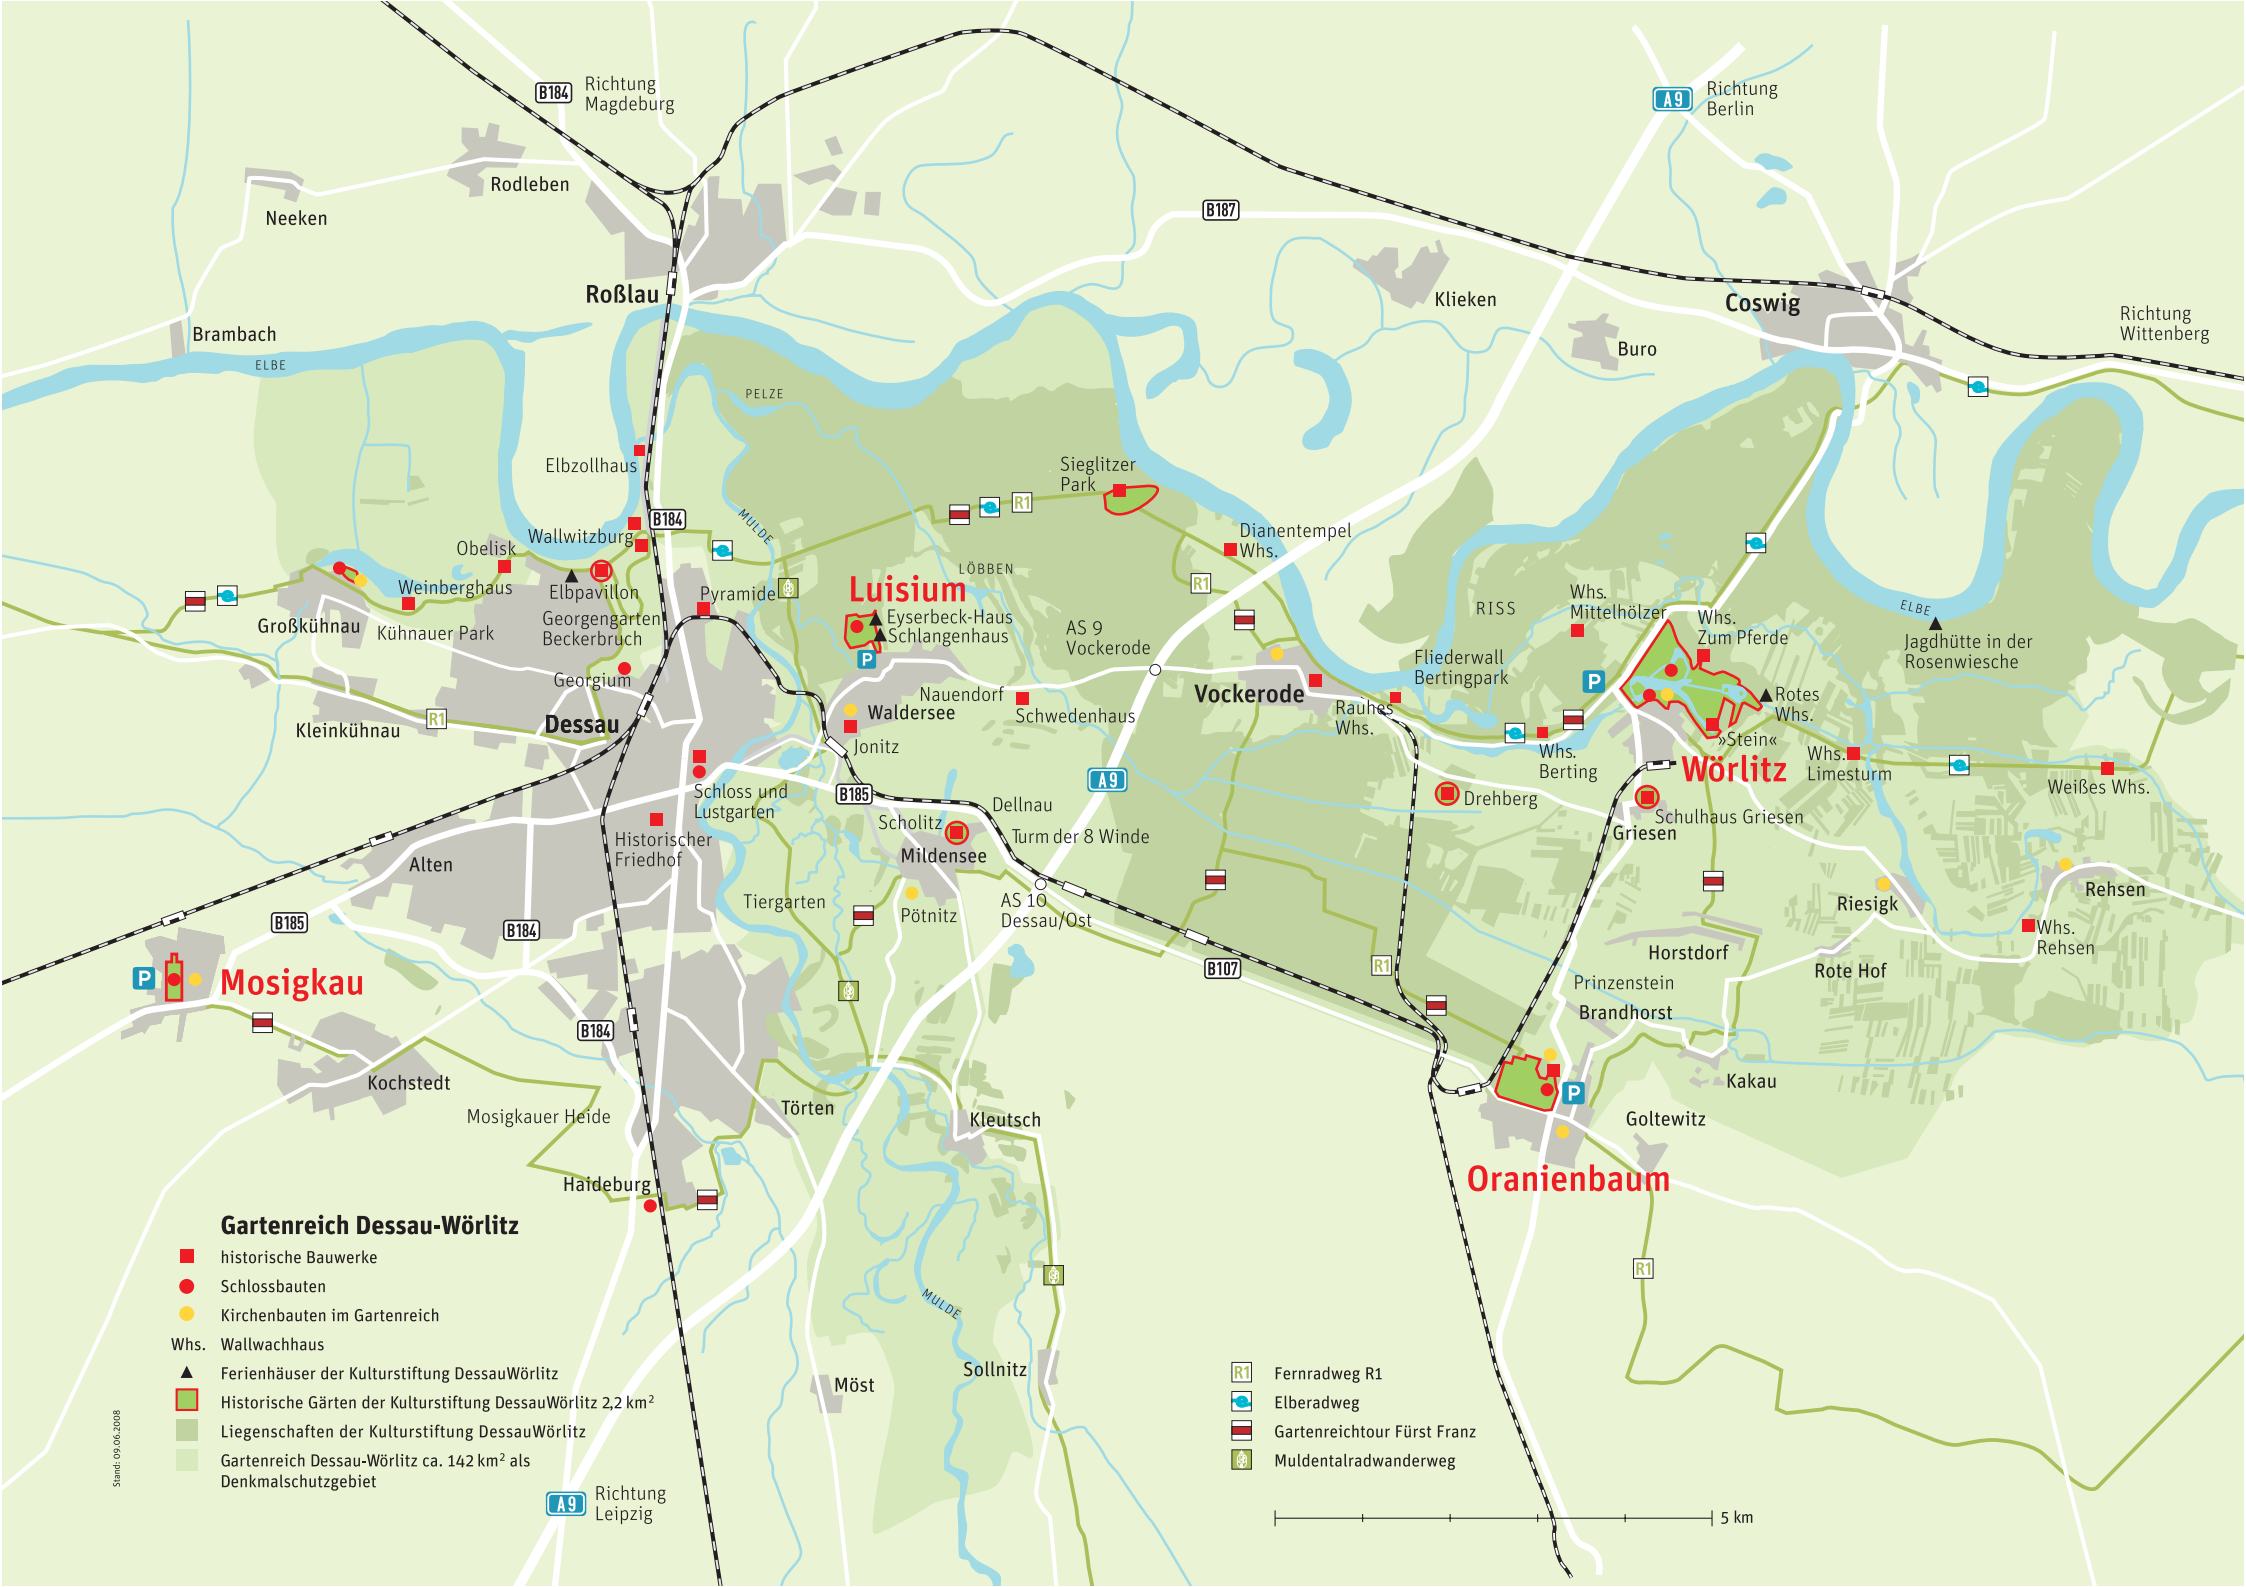 B184
Richtung
Magdeburg
A 9
Richtung
Berlin
Rodleben
Neeken
B187
Roßlau
Klieken
Coswig
Richtung
Wittenberg
Brambach
ELBE
Buro
PELZE
Elbzollhaus
Sieglitzer
Park
R1
B184
Wallwitzburg
MULDE
Dianentempel
Whs.
Obelisk
LÖBBEN
Weinberghaus
Elbpavillon
Pyramide
Luisium
R1
RISS
Whs.
Mittelhölzer
ELBE
Großkühnau
Kühnauer Park
Georgengarten
Beckerbruch
Eyserbeck-Haus
Schlangenhaus
P
AS 9
Vockerode
Whs.
Zum Pferde
Jagdhütte in der
Rosenwiesche
Fliederwall
Bertingpark
P
Georgium
Nauendorf
Vockerode
Rotes
Whs.
R1
Kleinkühnau
Dessau
Waldersee
Schwedenhaus
Rauhes
Whs.
Jonitz
»Stein«
Whs.
Berting
Wörlitz
Whs.
Limesturm
Weißes Whs.
A 9
Schloss und
Lustgarten
B185
Dellnau
Drehberg
Scholitz
Schulhaus Griesen
Historischer
Friedhof
Turm der 8 Winde
Griesen
Alten
Mildensee
Rehsen
Tiergarten
Pötnitz
AS 10
Dessau/Ost
Riesigk
B185
B184
Whs.
Rehsen
Horstdorf
P
Mosigkau
B107
R1
Rote Hof
Prinzenstein
Brandhorst
B184
Kochstedt
Kakau
P
Mosigkauer Heide
Törten
Kleutsch
Goltewitz
Haideburg
Oranienbaum
R1
MULDE
Sollnitz
Möst
Gartenreich Dessau-Wörlitz
historische Bauwerke
Schlossbauten
Kirchenbauten im Gartenreich
Whs. Wallwachhaus
Ferienhäuser der Kulturstiftung DessauWörlitz
Historische Gärten der Kulturstiftung DessauWörlitz 2,2 km²
Liegenschaften der Kulturstiftung DessauWörlitz
Gartenreich Dessau-Wörlitz ca. 142 km² als
Denkmalschutzgebiet
Stand: 09.06.2008
A 9
Richtung
Leipzig
R1 Fernradweg R1
Elberadweg
Gartenreichtour Fürst Franz
Muldentalradwanderweg
5 km